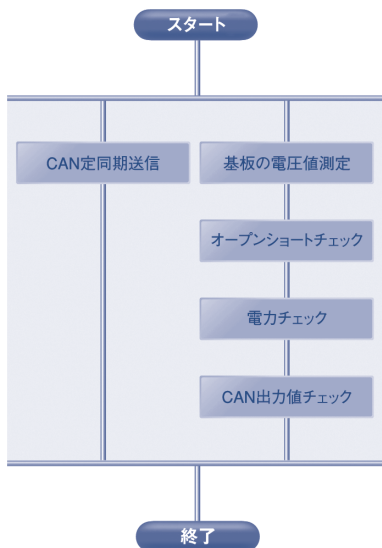 スタート
CAN定同期送信
基板の電圧値測定
オープンショートチェック
電力チェック
CAN出力値チェック
終了